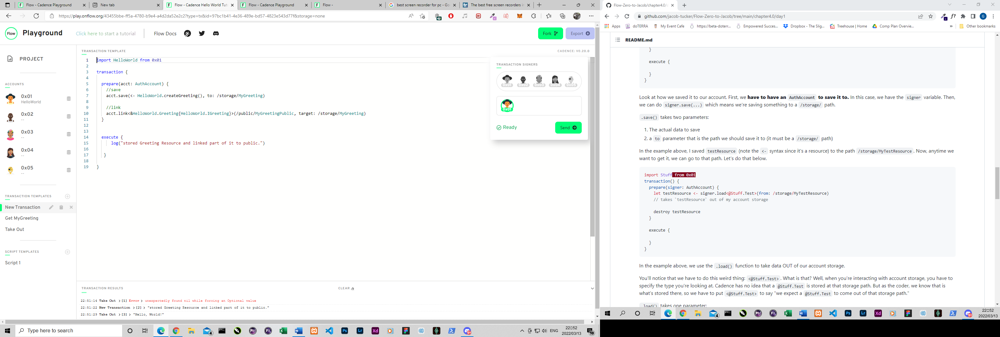 Flow - Cadence Playground
New tab
Flow - Cadence Hello World Tut
Flow - Cadence Playground
Flow -
best screen recorder for pc - Go
The best free screen recorders in
https://play.onflow.org/43455bbe-ff5a-4780-b9e4-a4d2da52e2c2?type=tx&id=97bc1b41-4e36-489e-bd57-4823e543d77f&storage=none
42
Flow
Playground
Click here to start a tutorial
Flow Docs
Fork
Export
PROJECT
ACCOUNTS
0x01
HelloWorld
0x02
--
0x03
--
0x04
--
0x05
--
TRANSACTION TEMPLATES
New Transaction
Get MyGreeting
Take Out
SCRIPT TEMPLATES
Script 1
TRANSACTION TEMPLATE
CADENCE: V0.20.0
1 import HelloWorld from 0x01
2
3 transaction {
4
5 prepare(acct: AuthAccount) {
6 //save
7 acct.save(<- HelloWorld.createGreeting(), to: /storage/MyGreeting)
8
9 //link
10 acct.link<&HelloWorld.Greeting{HelloWorld.IGreeting}>(/public/MyGreetingPublic, target: /storage/MyGreeting)
11 }
12
13
14 execute {
15 log("stored Greeting Resource and linked part of it to public.")
16
17 }
18
19 }
TRANSACTION SIGNERS
0x01 0x02 0x03 0x04 0x05
0x01
Ready
Send
TRANSACTION RESULTS
CLEAR
22:51:14 Take Out > [1] Error > unexpectedly found nil while forcing an Optional value
22:51:22 New Transaction > [2] > "stored Greeting Resource and linked part of it to public."
22:51:29 Take Out > [3] > "Hello, World!"
Type here to search
4
PM
FX
Ps
Lr
Xd
9+
ENG
22:52
2022/03/13
10
Flow-Zero-to-Jacob/chapter4.0/d
github.com/jacob-tucker/Flow-Zero-to-Jacob/tree/main/chapter4.0/day1
f?
G
Apps
doTERRA
My Event Cafe
https://beta-doterr...
Empowered Succes...
Dropbox - The Slig...
Treehouse | Home
Comp Plan Overvie...
»
Other bookmarks
README.md
}
execute {
}
}
Look at how we saved it to our account. First, we have to have an AuthAccount to save it to. In this case, we have the signer variable. Then,
we can do signer.save(...) which means we're saving something to a /storage/ path.
.save() takes two parameters:
1. The actual data to save
2. a to parameter that is the path we should save it to (it must be a /storage/ path)
In the example above, I saved testResource (note the <- syntax since it's a resource) to the path /storage/MyTestResource. Now, anytime we
want to get it, we can go to that path. Let's do that below.
import Stuff from 0x01
transaction() {
prepare(signer: AuthAccount) {
let testResource <- signer.load<@Stuff.Test>(from: /storage/MyTestResource)
// takes `testResource` out of my account storage
destroy testResource
}
execute {
}
}
In the example above, we use the .load() function to take data OUT of our account storage.
You'll notice that we have to do this weird thing: <@Stuff.Test>. What is that? Well, when you're interacting with account storage, you have to
specify the type you're looking at. Cadence has no idea that a @Stuff.Test is stored at that storage path. But as the coder, we know that is
what's stored there, so we have to put <@Stuff.Test> to say "we expect a @Stuff.Test to come out of that storage path."
.load() takes one parameter:
4
PM
FX
Ps
Lr
Xd
9+
22:52
2022/03/13